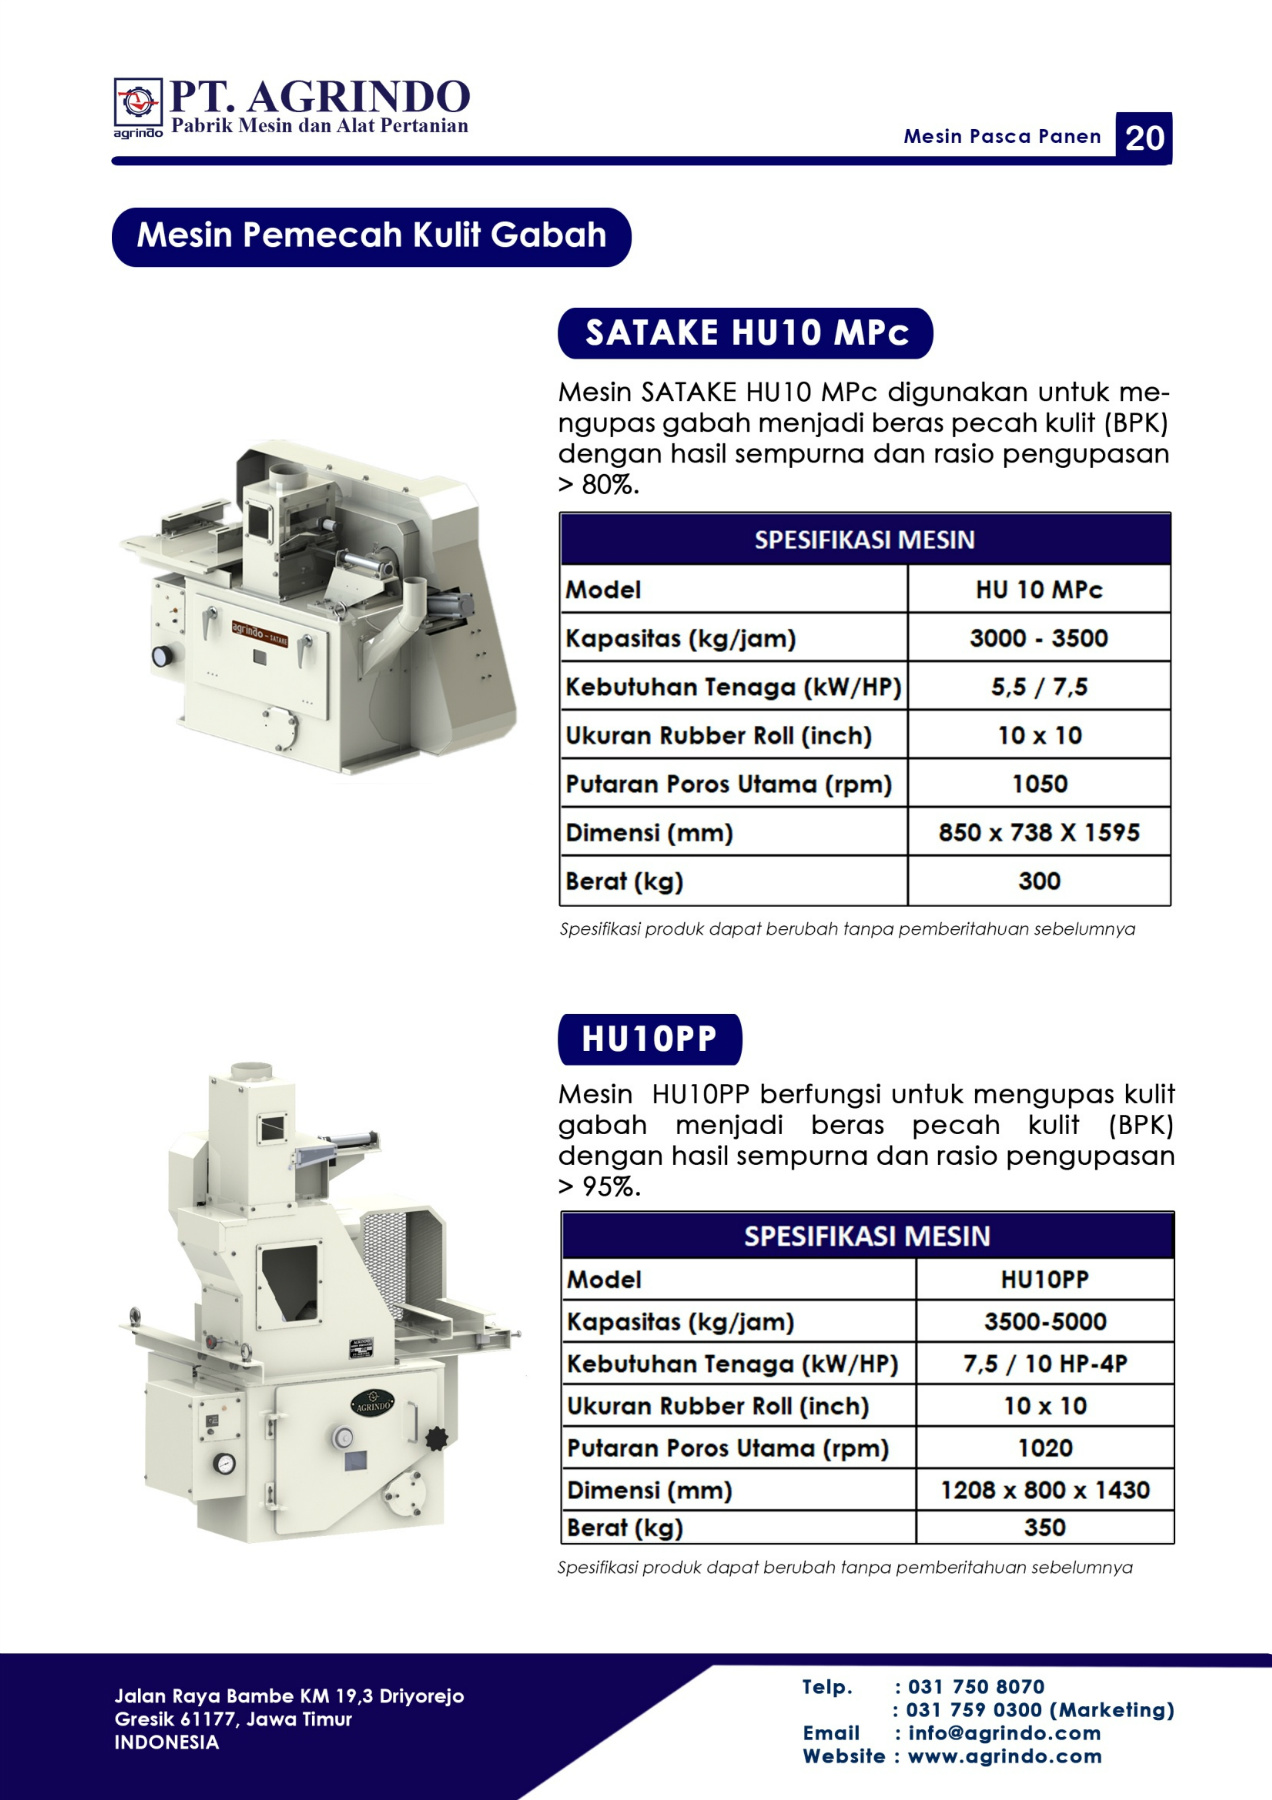 PT. AGRINDO
Pabrik Mesin dan Alat Pertanian
agrindo
Mesin Pasca Panen 20
Mesin Pemecah Kulit Gabah
SATAKE HU10 MPc
Mesin SATAKE HU10 MPc digunakan untuk me-
ngupas gabah menjadi beras pecah kulit (BPK)
dengan hasil sempurna dan rasio pengupasan
> 80%.
agrindo - SATAKE
SPESIFIKASI MESIN
Model HU 10 MPc
Kapasitas (kg/jam) 3000 - 3500
Kebutuhan Tenaga (kW/HP) 5,5 / 7,5
Ukuran Rubber Roll (inch) 10 x 10
Putaran Poros Utama (rpm) 1050
Dimensi (mm) 850 x 738 X 1595
Berat (kg) 300
Spesifikasi produk dapat berubah tanpa pemberitahuan sebelumnya
HU10PP
Mesin HU10PP berfungsi untuk mengupas kulit
gabah menjadi beras pecah kulit (BPK)
dengan hasil sempurna dan rasio pengupasan
> 95%.
AGRINDO
SPESIFIKASI MESIN
Model HU10PP
Kapasitas (kg/jam) 3500-5000
Kebutuhan Tenaga (kW/HP) 7,5 / 10 HP-4P
Ukuran Rubber Roll (inch) 10 x 10
Putaran Poros Utama (rpm) 1020
Dimensi (mm) 1208 x 800 x 1430
Berat (kg) 350
Spesifikasi produk dapat berubah tanpa pemberitahuan sebelumnya
Jalan Raya Bambe KM 19,3 Driyorejo
Gresik 61177, Jawa Timur
INDONESIA
Telp. : 031 750 8070
: 031 759 0300 (Marketing)
Email : info@agrindo.com
Website : www.agrindo.com